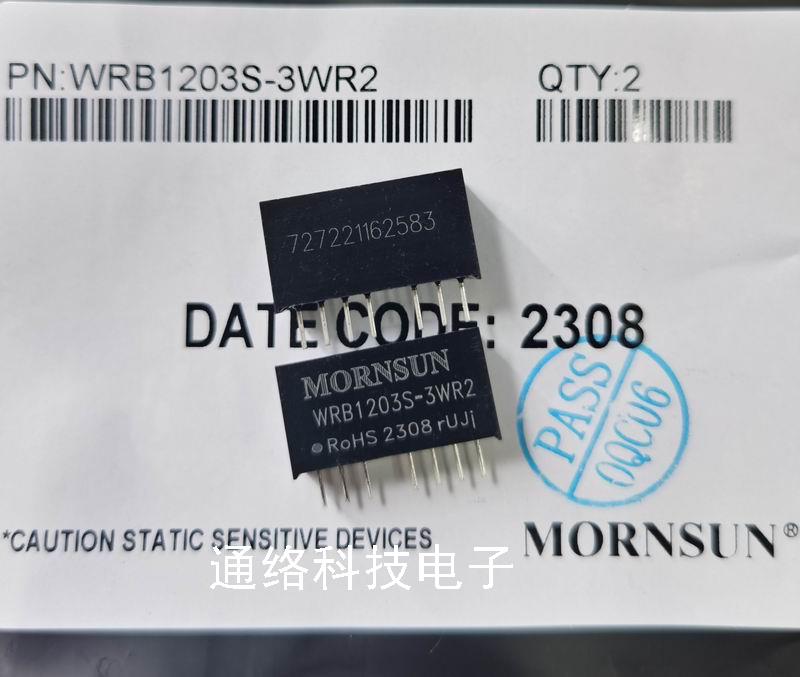 PN:WRB1203S-3WR2
QTY:2
727221162583
DATE CODE: 2308
MORNSUN
WRB1203S-3WR2
RoHS 2308 rUJj
PASS
OQC06
*CAUTION STATIC SENSITIVE DEVICES
MORNSUN®
通络科技电子